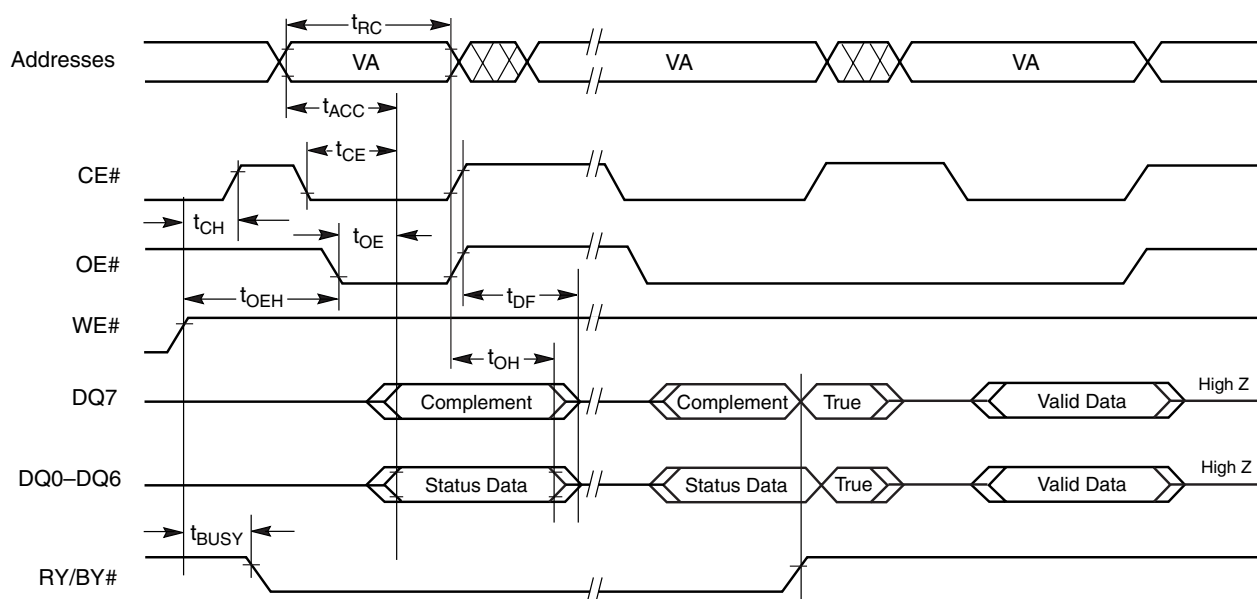 tRC
Addresses VA VA VA
tACC
tCE
CE#
tCH
tOE
OE#
tOEH tDF
WE#
tOH
DQ7 Complement Complement True Valid Data High Z
DQ0–DQ6 Status Data Status Data True Valid Data High Z
tBUSY
RY/BY#